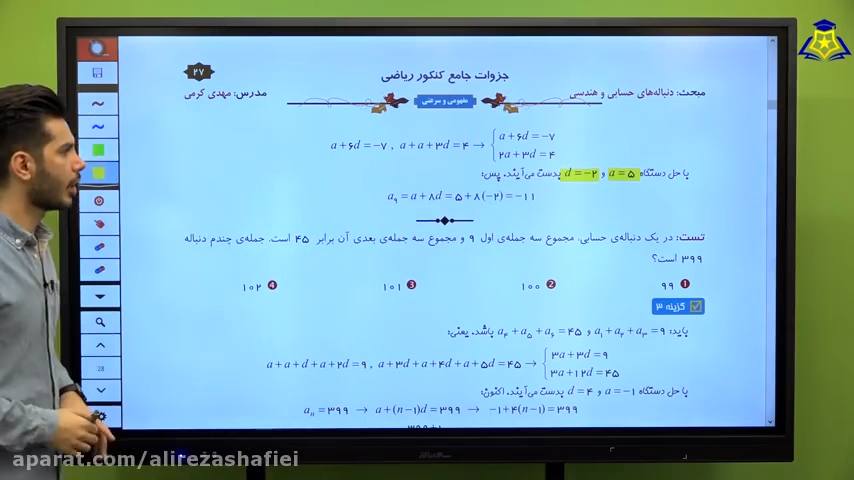 جزوات جامع کنکور ریاضی
۲۷
مبحث: دنباله‌های حسابی و هندسی
مفهومی و سرعتی
مدرس: مهدی کرمی
a+۶d=−۷ , a+a+۳d=۴ → { a+۶d=−۷
۲a+۳d=۴
با حل دستگاه a=۵ و d=−۲ بدست می‌آیند. پس:
a۹=a+۸d=۵+۸(−۲)=−۱۱
تست: در یک دنباله‌ی حسابی، مجموع سه جمله‌ی اول ۹ و مجموع سه جمله‌ی بعدی آن برابر ۴۵ است. جمله‌ی چندم دنباله
۳۹۹ است؟
۱ ۹۹ ۲ ۱۰۰ ۳ ۱۰۱ ۴ ۱۰۲
گزینه ۳
باید: a۱+a۲+a۳=۹ و a۴+a۵+a۶=۴۵ باشد. یعنی:
a+a+d+a+۲d=۹ , a+۳d+a+۴d+a+۵d=۴۵ → { ۳a+۳d=۹
۳a+۱۲d=۴۵
با حل دستگاه a=−۱ و d=۴ بدست می‌آیند. اکنون:
an=۳۹۹ → a+(n−۱)d=۳۹۹ → −۱+۴(n−۱)=۳۹۹
28
aparat.com/alirezashafiei